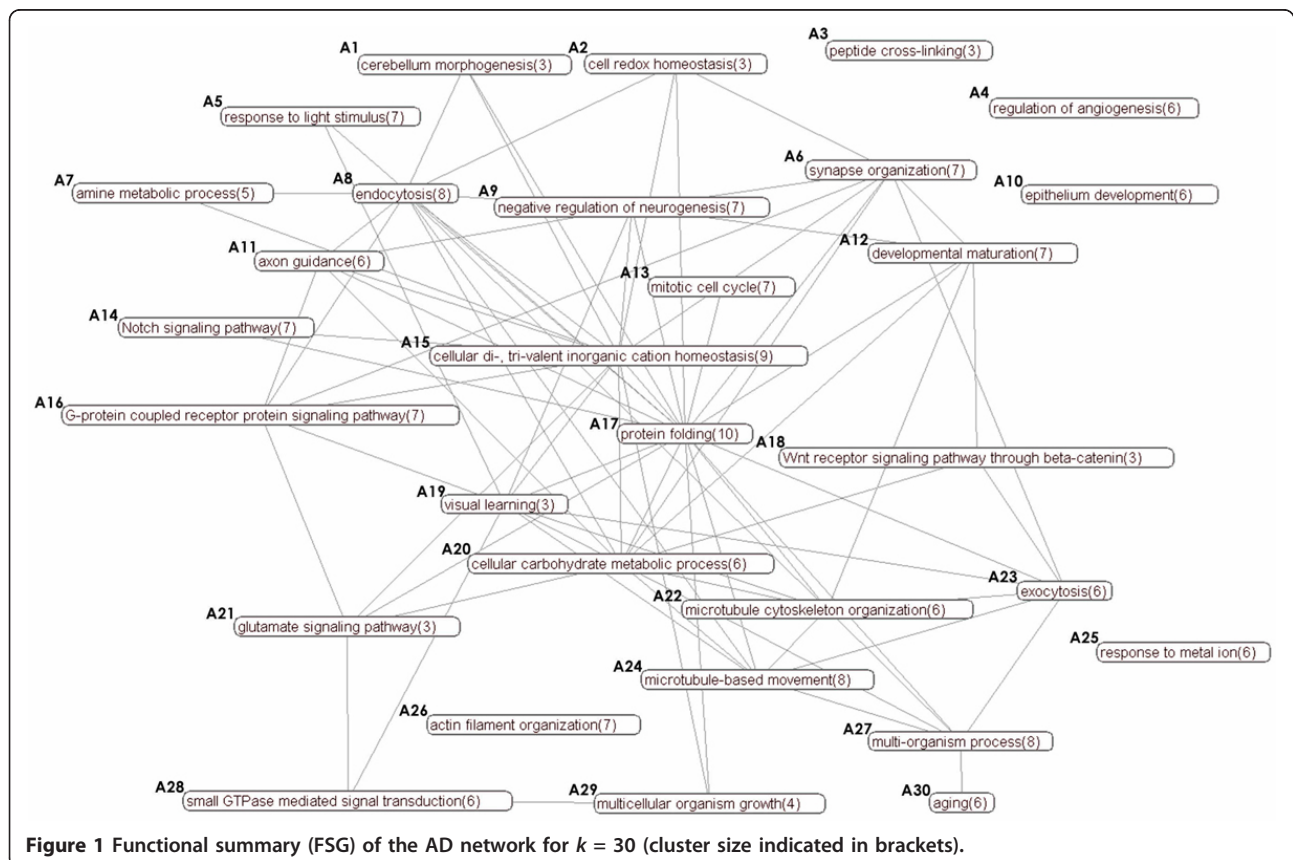 A1
cerebellum morphogenesis(3)
A2
cell redox homeostasis(3)
A3
peptide cross-linking(3)
A4
regulation of angiogenesis(6)
A5
response to light stimulus(7)
A6
synapse organization(7)
A7
amine metabolic process(5)
A8
endocytosis(8)
A9
negative regulation of neurogenesis(7)
A10
epithelium development(6)
A11
axon guidance(6)
A12
developmental maturation(7)
A13
mitotic cell cycle(7)
A14
Notch signaling pathway(7)
A15
cellular di-, tri-valent inorganic cation homeostasis(9)
A16
G-protein coupled receptor protein signaling pathway(7)
A17
protein folding(10)
A18
Wnt receptor signaling pathway through beta-catenin(3)
A19
visual learning(3)
A20
cellular carbohydrate metabolic process(6)
A21
glutamate signaling pathway(3)
A22
microtubule cytoskeleton organization(6)
A23
exocytosis(6)
A24
microtubule-based movement(8)
A25
response to metal ion(6)
A26
actin filament organization(7)
A27
multi-organism process(8)
A28
small GTPase mediated signal transduction(6)
A29
multicellular organism growth(4)
A30
aging(6)
Figure 1 Functional summary (FSG) of the AD network for k = 30 (cluster size indicated in brackets).